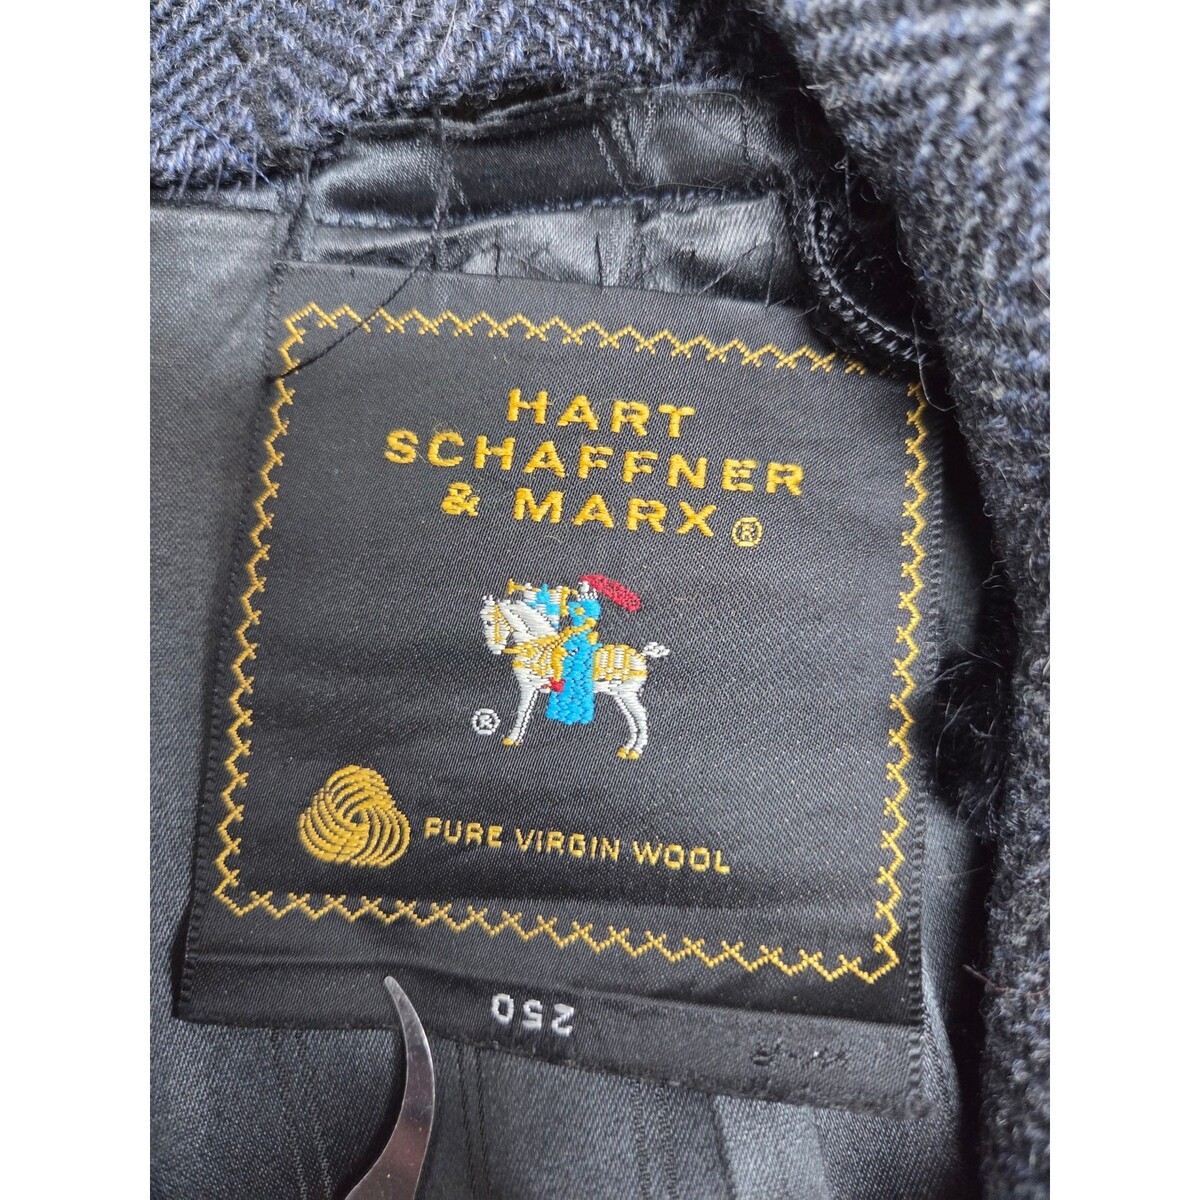 HART
SCHAFFNER
& MARX ®
®
PURE VIRGIN WOOL
250